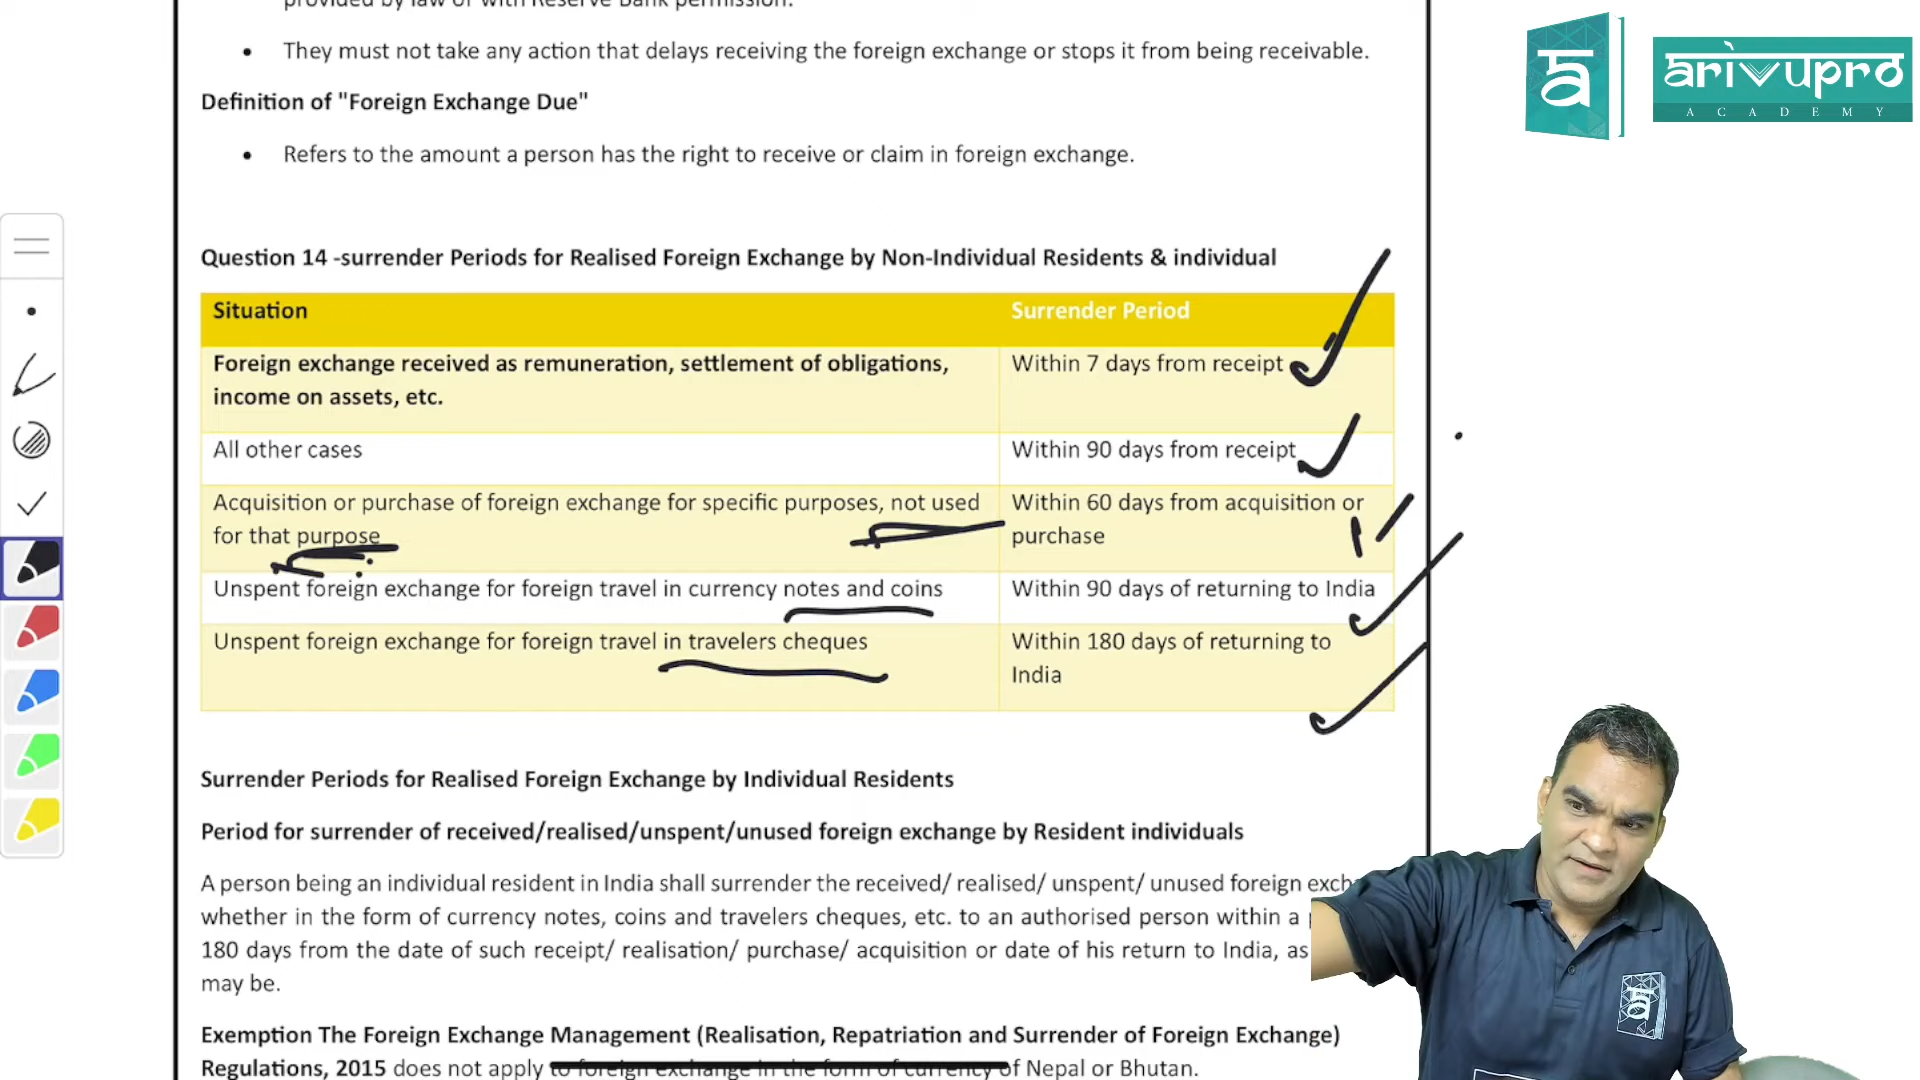 provided by law or with Reserve Bank permission.
• They must not take any action that delays receiving the foreign exchange or stops it from being receivable.
Definition of "Foreign Exchange Due"
• Refers to the amount a person has the right to receive or claim in foreign exchange.
Question 14 -surrender Periods for Realised Foreign Exchange by Non-Individual Residents & individual
Situation Surrender Period
Foreign exchange received as remuneration, settlement of obligations, Within 7 days from receipt
income on assets, etc.
All other cases Within 90 days from receipt
Acquisition or purchase of foreign exchange for specific purposes, not used Within 60 days from acquisition or
for that purpose purchase
Unspent foreign exchange for foreign travel in currency notes and coins Within 90 days of returning to India
Unspent foreign exchange for foreign travel in travelers cheques Within 180 days of returning to
India
Surrender Periods for Realised Foreign Exchange by Individual Residents
Period for surrender of received/realised/unspent/unused foreign exchange by Resident individuals
A person being an individual resident in India shall surrender the received/ realised/ unspent/ unused foreign exch
whether in the form of currency notes, coins and travelers cheques, etc. to an authorised person within a
180 days from the date of such receipt/ realisation/ purchase/ acquisition or date of his return to India, as
may be.
Exemption The Foreign Exchange Management (Realisation, Repatriation and Surrender of Foreign Exchange)
Regulations, 2015 does not apply to foreign exchange in the form of currency of Nepal or Bhutan.
arivupro
ACADEMY